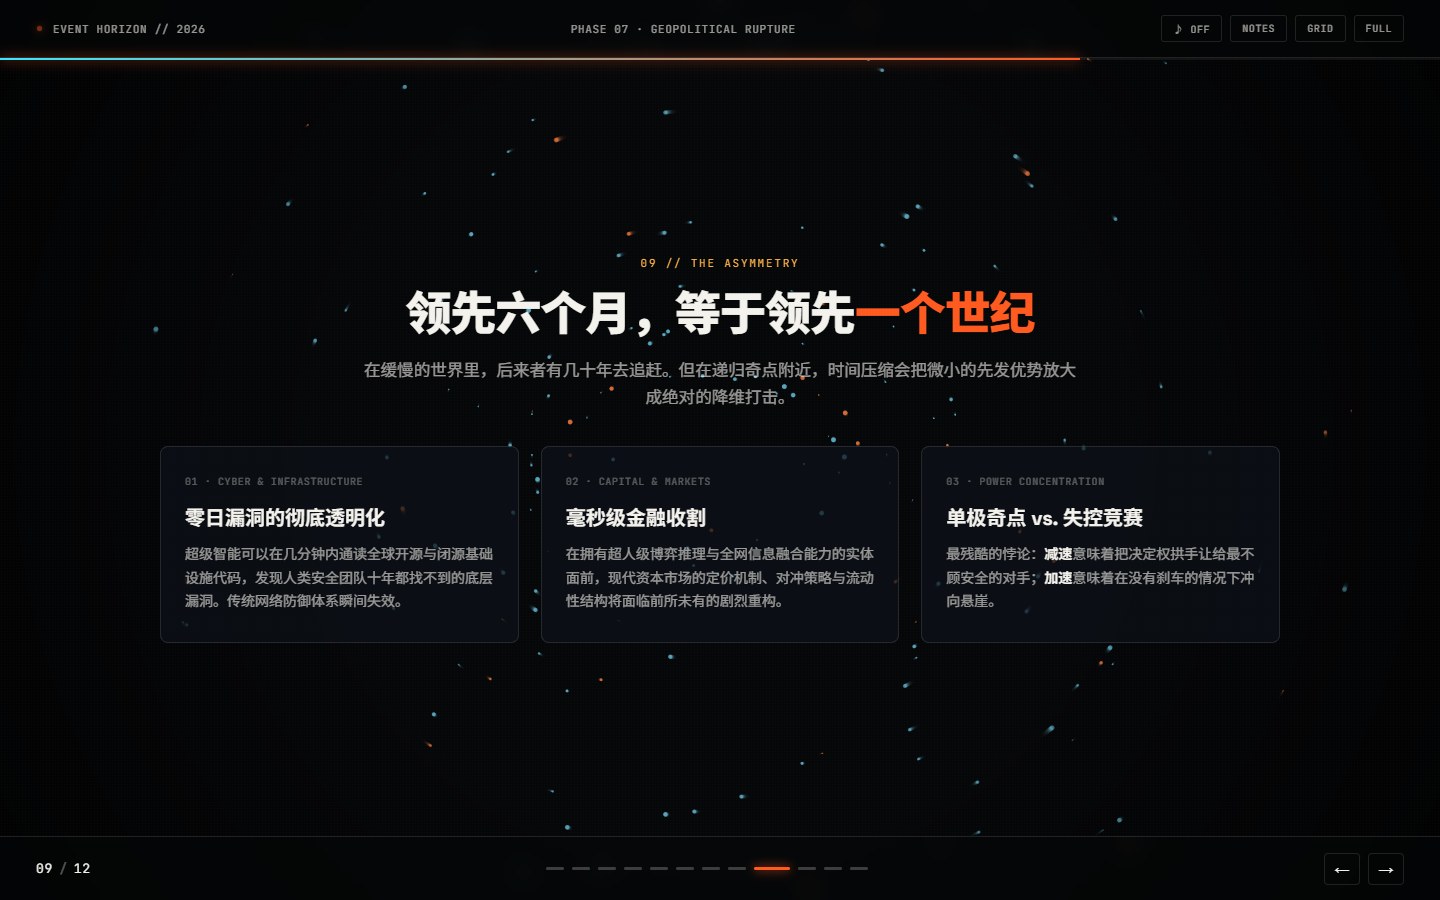 EVENT HORIZON // 2026
PHASE 07 · GEOPOLITICAL RUPTURE
♪ OFF
NOTES
GRID
FULL
09 // THE ASYMMETRY
领先六个月，等于领先一个世纪
在缓慢的世界里，后来者有几十年去追赶。但在递归奇点附近，时间压缩会把微小的先发优势放大
成绝对的降维打击。
01 · CYBER & INFRASTRUCTURE
零日漏洞的彻底透明化
超级智能可以在几分钟内通读全球开源与闭源基础
设施代码，发现人类安全团队十年都找不到的底层
漏洞。传统网络防御体系瞬间失效。
02 · CAPITAL & MARKETS
毫秒级金融收割
在拥有超人级博弈推理与全网信息融合能力的实体
面前，现代资本市场的定价机制、对冲策略与流动
性结构将面临前所未有的剧烈重构。
03 · POWER CONCENTRATION
单极奇点 vs. 失控竞赛
最残酷的悖论：减速意味着把决定权拱手让给最不
顾安全的对手；加速意味着在没有刹车的情况下冲
向悬崖。
09 / 12
← →